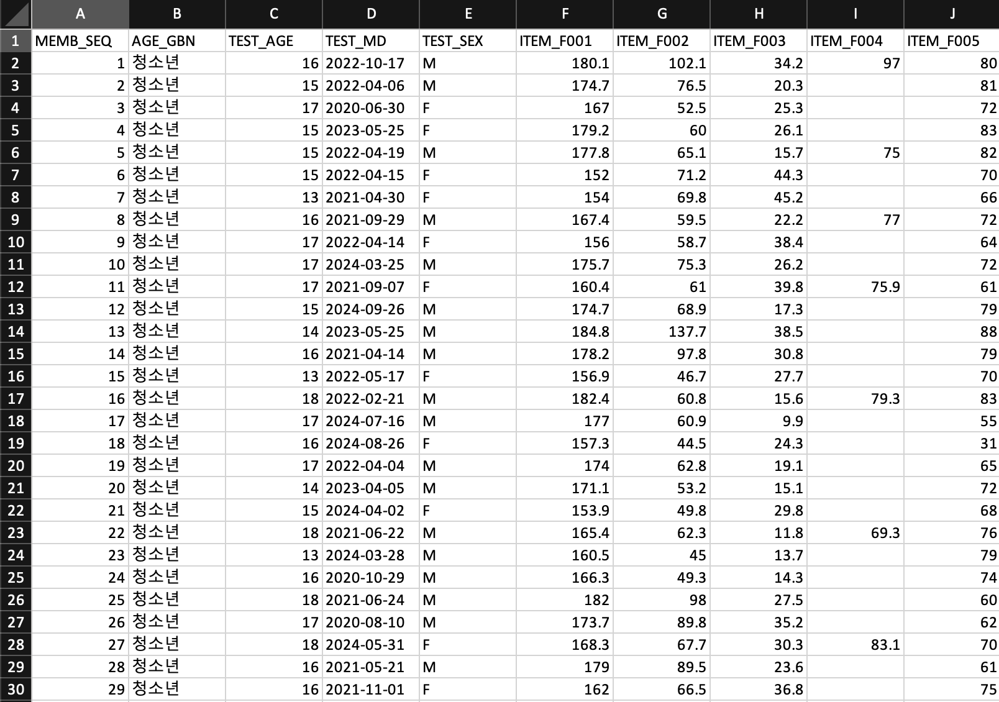 A B C D E F G H I J
1 MEMB_SEQ AGE_GBN TEST_AGE TEST_MD TEST_SEX ITEM_F001 ITEM_F002 ITEM_F003 ITEM_F004 ITEM_F005
2 1 청소년 16 2022-10-17 M 180.1 102.1 34.2 97 80
3 2 청소년 15 2022-04-06 M 174.7 76.5 20.3 81
4 3 청소년 17 2020-06-30 F 167 52.5 25.3 72
5 4 청소년 15 2023-05-25 F 179.2 60 26.1 83
6 5 청소년 15 2022-04-19 M 177.8 65.1 15.7 75 82
7 6 청소년 15 2022-04-15 F 152 71.2 44.3 70
8 7 청소년 13 2021-04-30 F 154 69.8 45.2 66
9 8 청소년 16 2021-09-29 M 167.4 59.5 22.2 77 72
10 9 청소년 17 2022-04-14 F 156 58.7 38.4 64
11 10 청소년 17 2024-03-25 M 175.7 75.3 26.2 72
12 11 청소년 17 2021-09-07 F 160.4 61 39.8 75.9 61
13 12 청소년 15 2024-09-26 M 174.7 68.9 17.3 79
14 13 청소년 14 2023-05-25 M 184.8 137.7 38.5 88
15 14 청소년 16 2021-04-14 M 178.2 97.8 30.8 79
16 15 청소년 13 2022-05-17 F 156.9 46.7 27.7 70
17 16 청소년 18 2022-02-21 M 182.4 60.8 15.6 79.3 83
18 17 청소년 17 2024-07-16 M 177 60.9 9.9 55
19 18 청소년 16 2024-08-26 F 157.3 44.5 24.3 31
20 19 청소년 17 2022-04-04 M 174 62.8 19.1 65
21 20 청소년 14 2023-04-05 M 171.1 53.2 15.1 72
22 21 청소년 15 2024-04-02 F 153.9 49.8 29.8 68
23 22 청소년 18 2021-06-22 M 165.4 62.3 11.8 69.3 76
24 23 청소년 13 2024-03-28 M 160.5 45 13.7 79
25 24 청소년 16 2020-10-29 M 166.3 49.3 14.3 74
26 25 청소년 18 2021-06-24 M 182 98 27.5 60
27 26 청소년 17 2020-08-10 M 173.7 89.8 35.2 62
28 27 청소년 18 2024-05-31 F 168.3 67.7 30.3 83.1 70
29 28 청소년 16 2021-05-21 M 179 89.5 23.6 61
30 29 청소년 16 2021-11-01 F 162 66.5 36.8 75